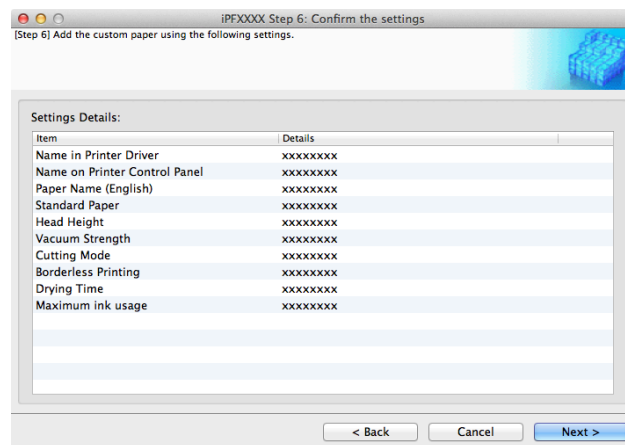 iPFXXXX Step 6: Confirm the settings
[Step 6] Add the custom paper using the following settings.
Settings Details:
Item Details
Name in Printer Driver xxxxxxxx
Name on Printer Control Panel xxxxxxxx
Paper Name (English) xxxxxxxx
Standard Paper xxxxxxxx
Head Height xxxxxxxx
Vacuum Strength xxxxxxxx
Cutting Mode xxxxxxxx
Borderless Printing xxxxxxxx
Drying Time xxxxxxxx
Maximum ink usage xxxxxxxx
< Back Cancel Next >